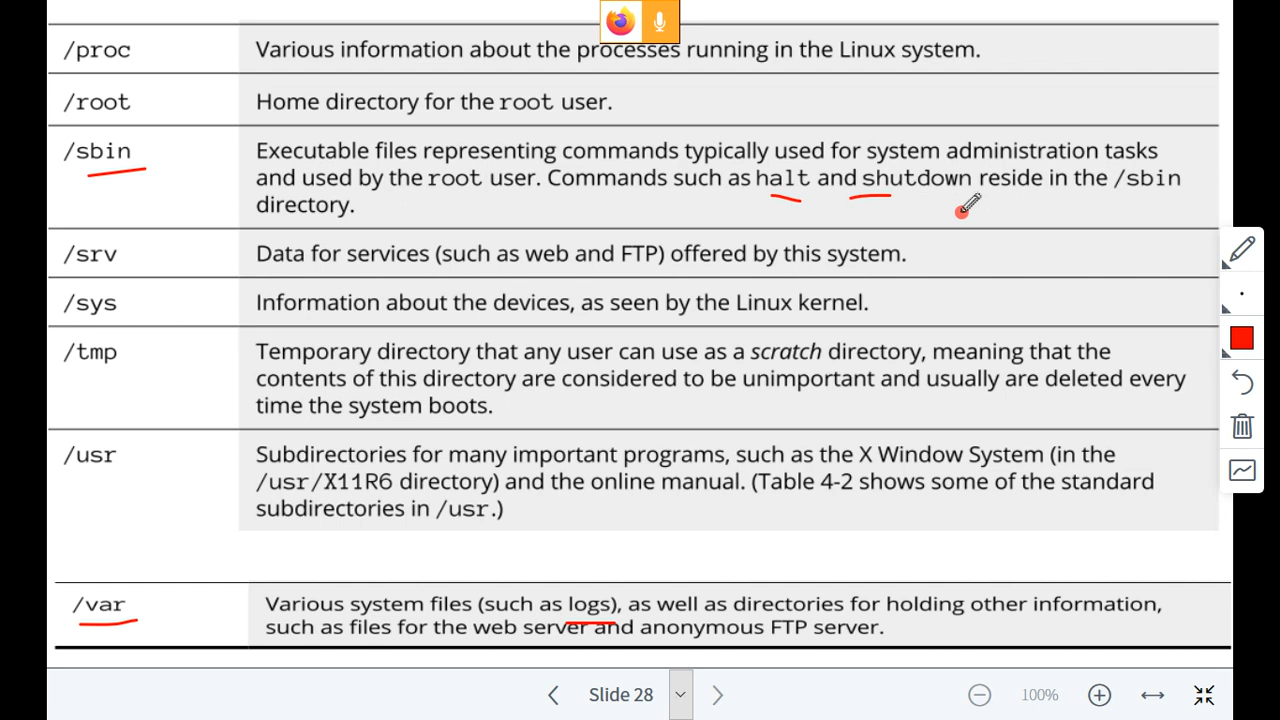 /proc Various information about the processes running in the Linux system.
/root Home directory for the root user.
/sbin Executable files representing commands typically used for system administration tasks
and used by the root user. Commands such as halt and shutdown reside in the /sbin
directory.
/srv Data for services (such as web and FTP) offered by this system.
/sys Information about the devices, as seen by the Linux kernel.
/tmp Temporary directory that any user can use as a scratch directory, meaning that the
contents of this directory are considered to be unimportant and usually are deleted every
time the system boots.
/usr Subdirectories for many important programs, such as the X Window System (in the
/usr/X11R6 directory) and the online manual. (Table 4-2 shows some of the standard
subdirectories in /usr.)
/var Various system files (such as logs), as well as directories for holding other information,
such as files for the web server and anonymous FTP server.
Slide 28 100%